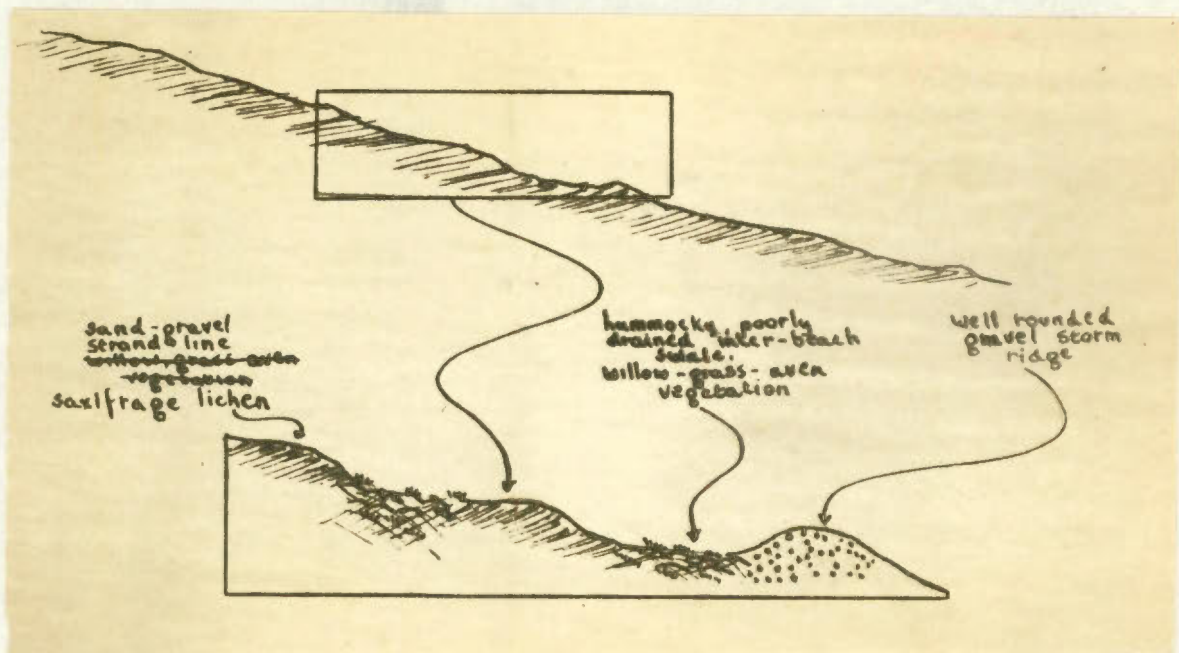 sand-gravel
strand line
willow-grass-aven
vegetation
saxifrage lichen
hummocky poorly
drained inter-beach
swale.
willow-grass-aven
vegetation
well rounded
gravel storm
ridge